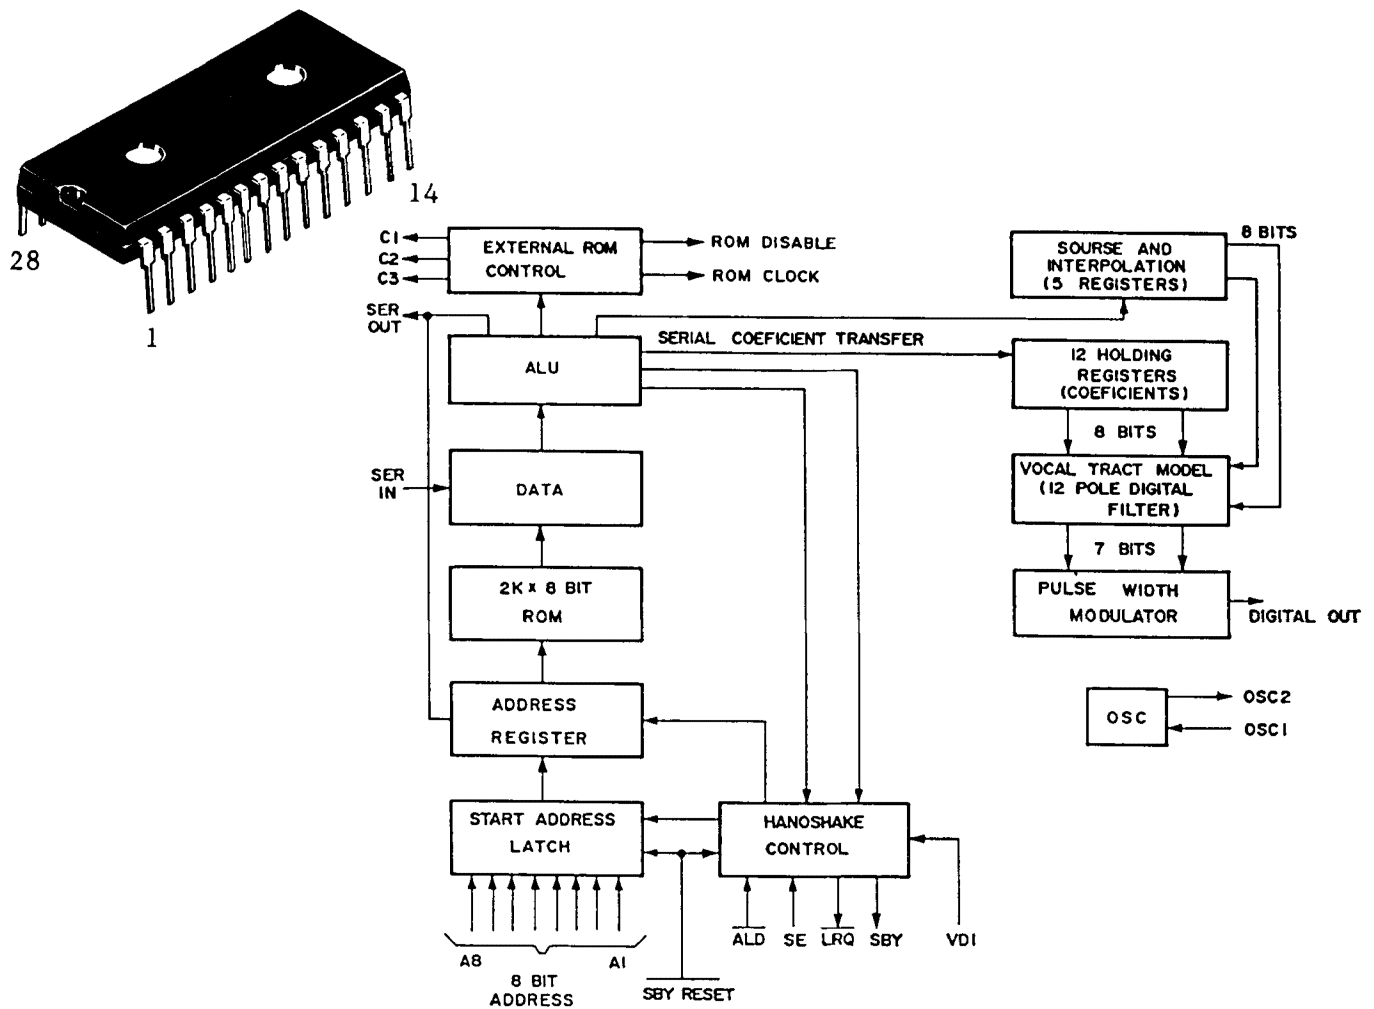 14
28
1
C1
C2
C3
EXTERNAL ROM
CONTROL
ROM DISABLE
ROM CLOCK
SER
OUT
ALU
SERIAL COEFICIENT TRANSFER
SOURSE AND
INTERPOLATION
(5 REGISTERS)
8 BITS
12 HOLDING
REGISTERS
(COEFICIENTS)
8 BITS
SER
IN
DATA
VOCAL TRACT MODEL
(12 POLE DIGITAL
FILTER)
7 BITS
2K x 8 BIT
ROM
PULSE WIDTH
MODULATOR
DIGITAL OUT
ADDRESS
REGISTER
OSC
OSC2
OSC1
START ADDRESS
LATCH
HANOSHAKE
CONTROL
A8
A1
8 BIT
ADDRESS
SBY RESET
ALD
SE
LRQ
SBY
VD1